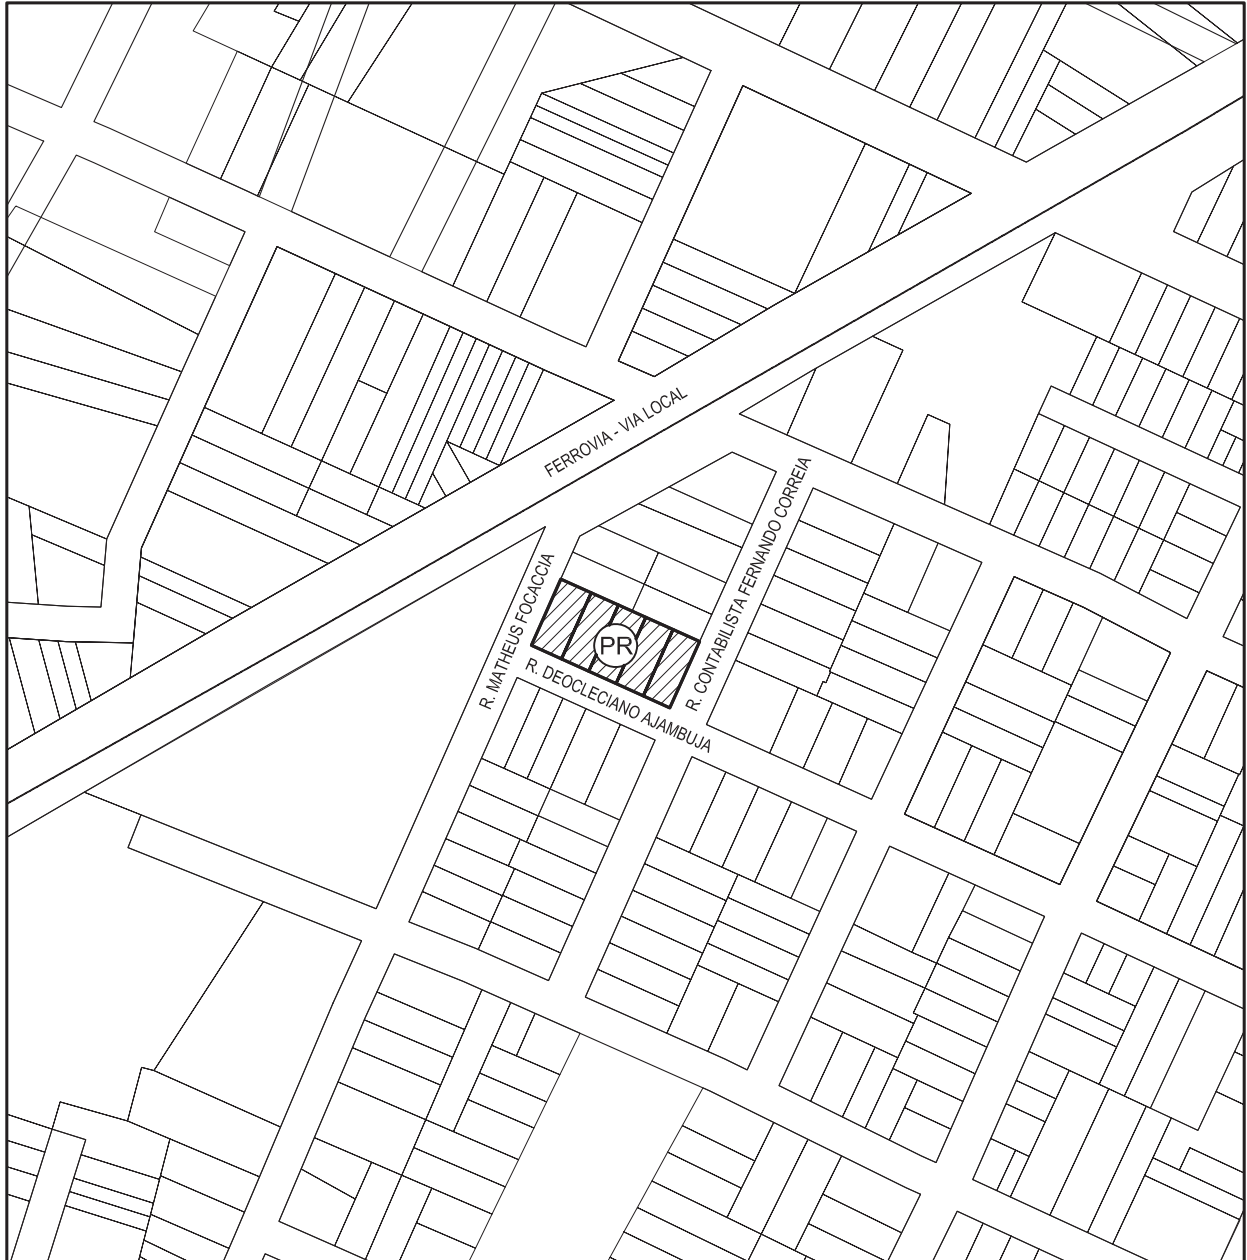 FERROVIA - VIA LOCAL
R. CONTABILISTA FERNANDO CORREIA
R. MATHEUS FOCACCIA
PR
R. DEOCLECIANO AJAMBUJA